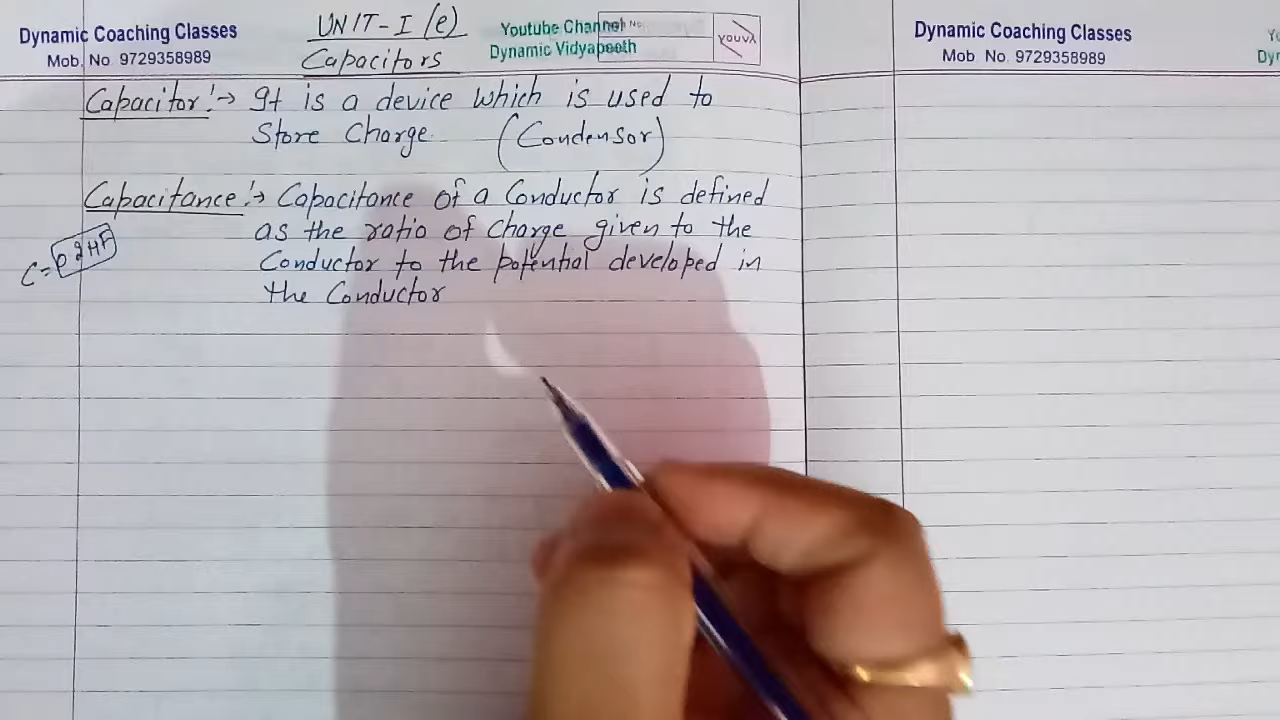 Dynamic Coaching Classes
Mob. No. 9729358989
UNIT-I (e)
Capacitors
Youtube Channel
Dynamic Vidyapeeth
No.
YOUVA
Capacitor:→ It is a device which is used to
Store Charge. (Condensor)
Capacitance:→ Capacitance of a Conductor is defined
as the ratio of Charge given to the
Conductor to the potential developed in
the Conductor
Dynamic Coaching Classes
Mob No. 9729358989